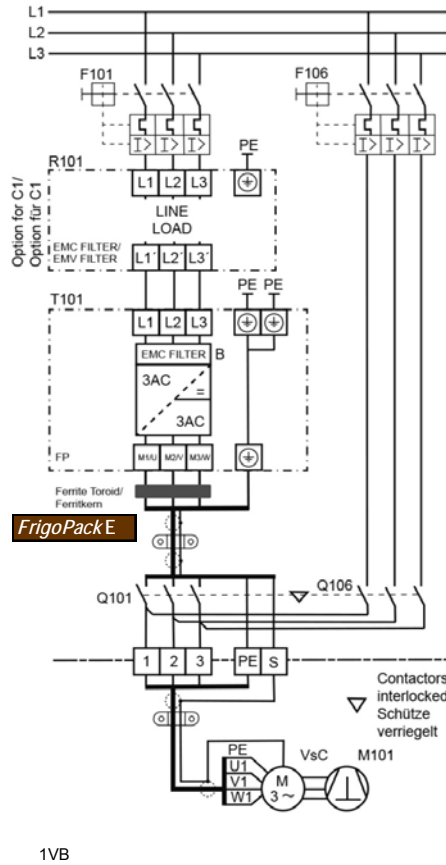 L1
L2
L3
F101
F106
I> I> I>
I> I> I>
R101
PE
L1 L2 L3
LINE
LOAD
Option for C1/
Option für C1
EMC FILTER/
EMV FILTER
L1´ L2´ L3´
T101
PE PE
L1 L2 L3
EMC FILTER B
3AC
=
3AC
FP
M1/U M2/V M3/W
Ferrite Toroid/
Ferritkern
FrigoPack E
Q101
Q106
1 2 3 PE S
Contactors
interlocked
Schütze
verriegelt
PE
U1
V1
W1
M
3~
VsC
M101
1VB